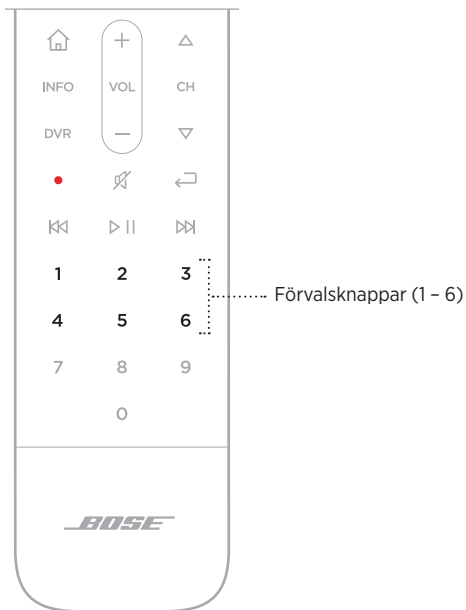 +
INFO VOL CH
DVR −
1 2 3
Förvalsknappar (1 – 6)
4 5 6
7 8 9
0
BOSE